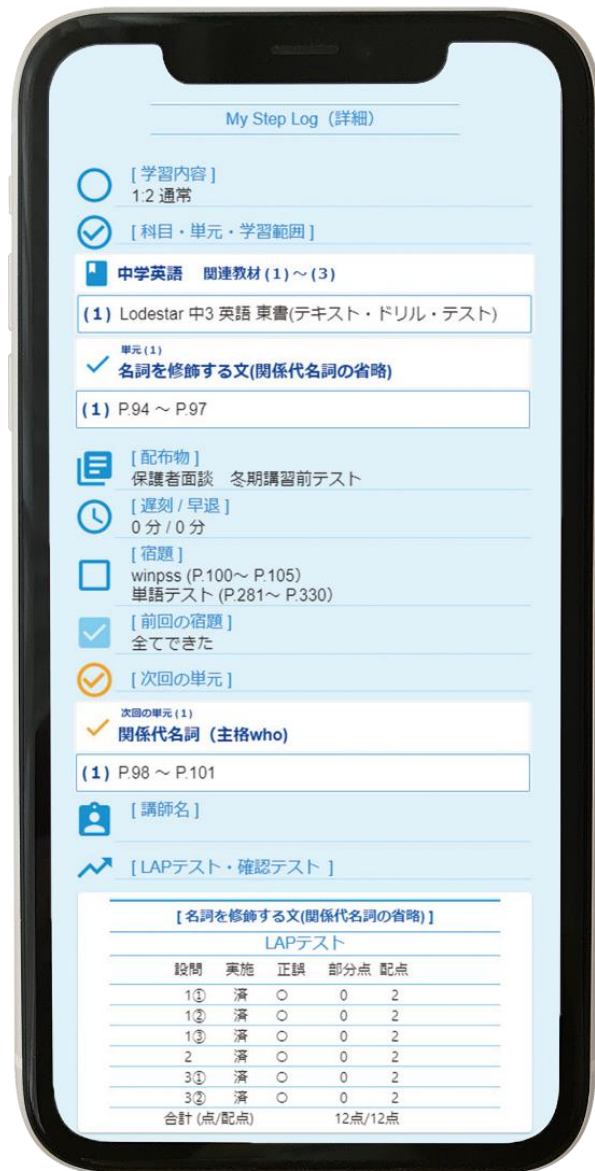 My Step Log（詳細）
[ 学習内容 ]
1:2 通常
[ 科目・単元・学習範囲 ]
中学英語 関連教材 (1) ～ (3)
(1) Lodestar 中3 英語 東書(テキスト・ドリル・テスト)
単元 (1)
名詞を修飾する文(関係代名詞の省略)
(1) P.94 ～ P.97
[ 配布物 ]
保護者面談 冬期講習前テスト
[ 遅刻 / 早退 ]
0 分 / 0 分
[ 宿題 ]
winpss (P.100～ P.105)
単語テスト (P.281～ P.330)
[ 前回の宿題 ]
全てできた
[ 次回の単元 ]
次回の単元 (1)
関係代名詞（主格who)
(1) P.98 ～ P.101
[ 講師名 ]
[ LAPテスト・確認テスト ]
[ 名詞を修飾する文(関係代名詞の省略) ]
LAPテスト
設問 実施 正誤 部分点 配点
1① 済 ○ 0 2
1② 済 ○ 0 2
1③ 済 ○ 0 2
2 済 ○ 0 2
3① 済 ○ 0 2
3② 済 ○ 0 2
合計 (点/配点) 12点/12点